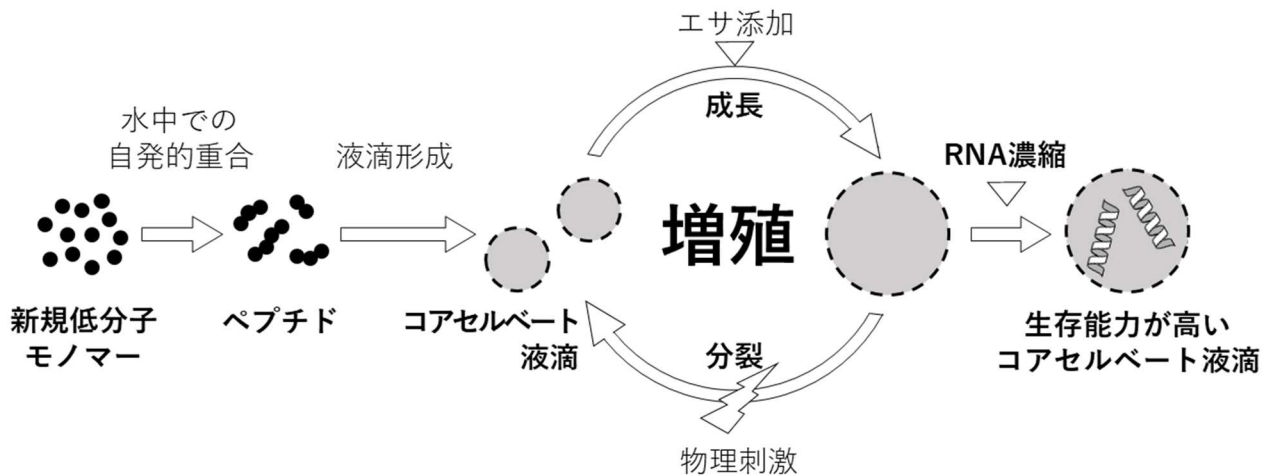 エサ添加
成長
水中での
自発的重合
液滴形成
RNA濃縮
増殖
新規低分子
モノマー
ペプチド
コアセルベート
液滴
分裂
生存能力が高い
コアセルベート液滴
物理刺激